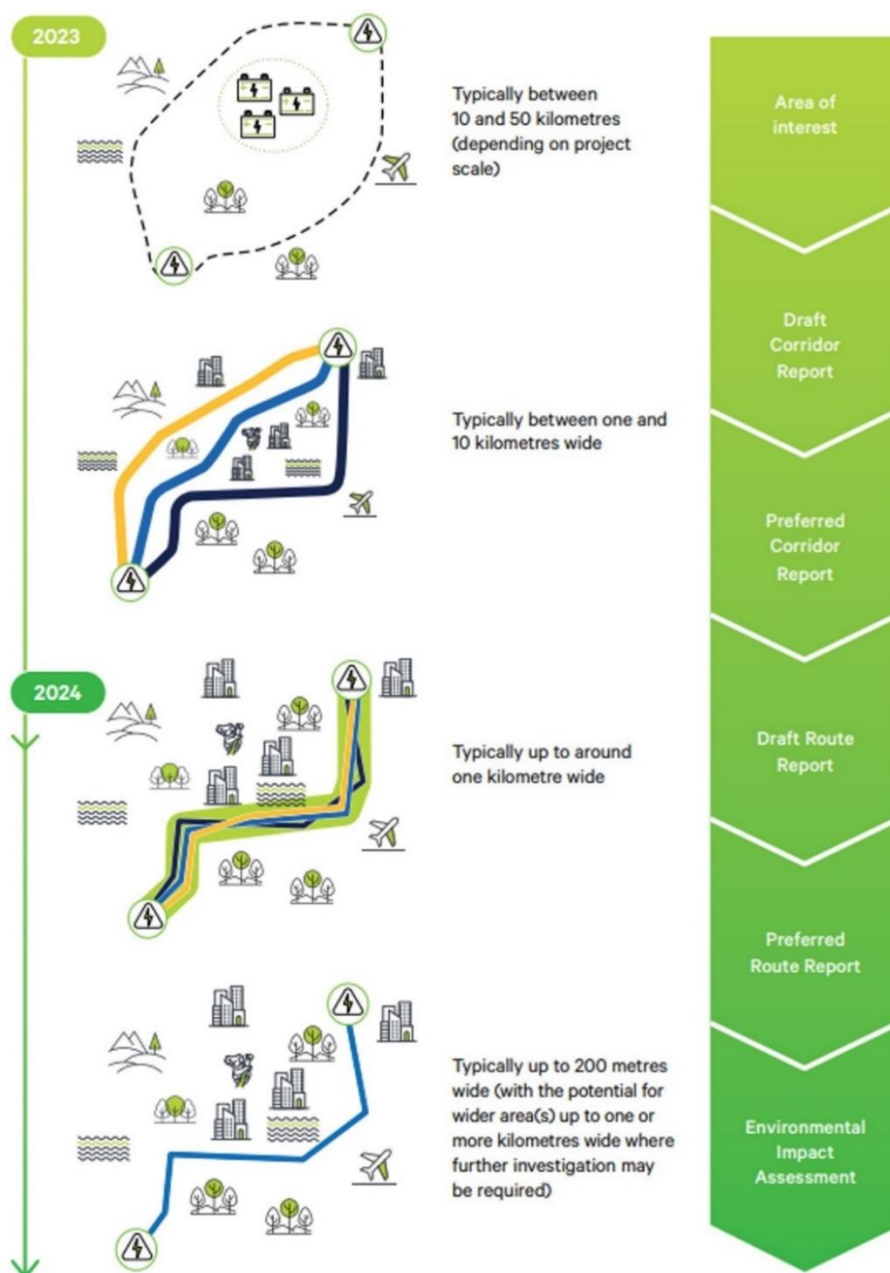 2023
Typically between
10 and 50 kilometres
(depending on project
scale)
Area of
interest
Draft
Corridor
Report
Typically between one and
10 kilometres wide
Preferred
Corridor
Report
2024
Typically up to around
one kilometre wide
Draft Route
Report
Preferred
Route Report
Typically up to 200 metres
wide (with the potential for
wider area(s) up to one or
more kilometres wide where
further investigation may
be required)
Environmental
Impact
Assessment